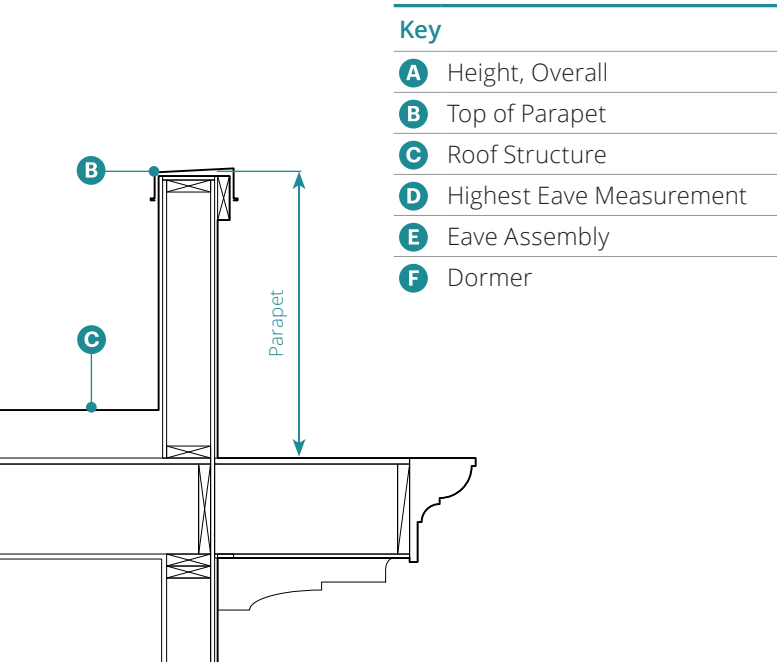 Key
A Height, Overall
B Top of Parapet
C Roof Structure
D Highest Eave Measurement
E Eave Assembly
F Dormer
B
C
Parapet